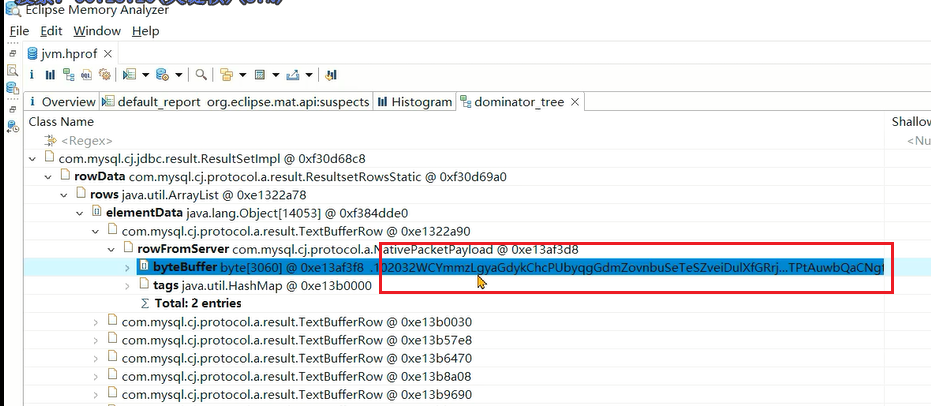 Eclipse Memory Analyzer
File Edit Window Help
jvm.hprof
i Overview default_report org.eclipse.mat.api:suspects Histogram dominator_tree
Class Name Shallow
<Regex> <Nu
com.mysql.cj.jdbc.result.ResultSetImpl @ 0xf30d68c8
rowData com.mysql.cj.protocol.a.result.ResultsetRowsStatic @ 0xf30d69a0
rows java.util.ArrayList @ 0xe1322a78
elementData java.lang.Object[14053] @ 0xf384dde0
com.mysql.cj.protocol.a.result.TextBufferRow @ 0xe1322a90
rowFromServer com.mysql.cj.protocol.a.NativePacketPayload @ 0xe13af3d8
byteBuffer byte[3060] @ 0xe13af3f8 .102032WCYmmzLgyaGdykChcPUbyqgGdmZovnbuSeTeSZveiDulXfGRrj...TPtAuwbQaCNgt
tags java.util.HashMap @ 0xe13b0000
Σ Total: 2 entries
com.mysql.cj.protocol.a.result.TextBufferRow @ 0xe13b0030
com.mysql.cj.protocol.a.result.TextBufferRow @ 0xe13b57e8
com.mysql.cj.protocol.a.result.TextBufferRow @ 0xe13b6470
com.mysql.cj.protocol.a.result.TextBufferRow @ 0xe13b8a08
com.mysql.cj.protocol.a.result.TextBufferRow @ 0xe13b9690